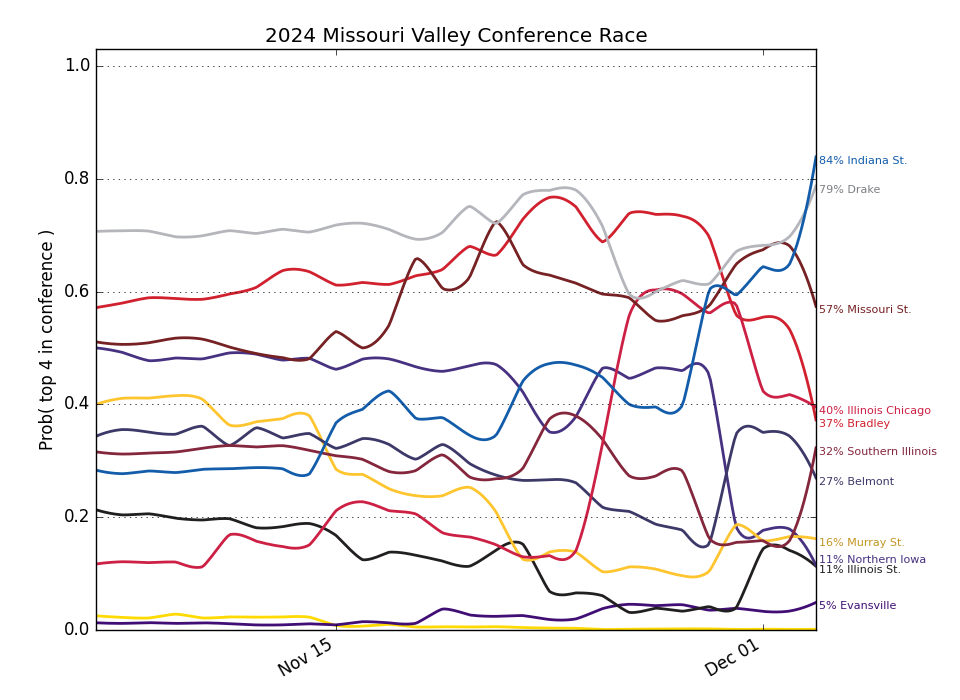 2024 Missouri Valley Conference Race
Prob( top 4 in conference )
1.0
0.8
0.6
0.4
0.2
0.0
Nov 15
Dec 01
84% Indiana St.
79% Drake
57% Missouri St.
40% Illinois Chicago
37% Bradley
32% Southern Illinois
27% Belmont
16% Murray St.
11% Northern Iowa
11% Illinois St.
5% Evansville